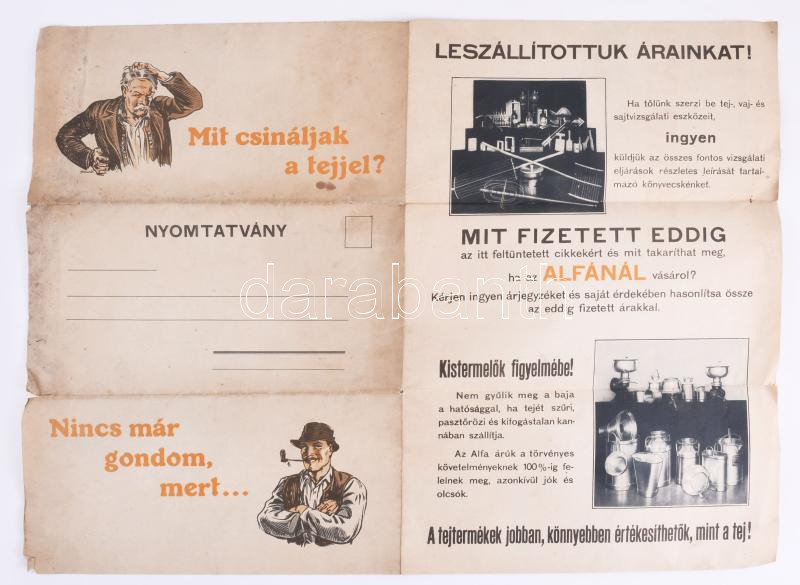 Mit csináljak
a tejjel?
NYOMTATVÁNY
Nincs már
gondom,
mert...
LESZÁLLÍTOTTUK ÁRAINKAT!
Ha tőlünk szerzi be tej-, vaj- és
sajtvizsgálati eszközeit,
ingyen
küldjük az összes fontos vizsgálati
eljárások részletes leírását tartal-
mazó könyvecskénket.
MIT FIZETETT EDDIG
az itt feltüntetett cikkekért és mit takaríthat meg,
ha az ALFÁNÁL vásárol?
Kérjen ingyen árjegyzéket és saját érdekében hasonlítsa össze
az eddig fizetett árakkal.
Kistermelők figyelmébe!
Nem gyűlik meg a baja
a hatósággal, ha tejét szűri,
pasztőrözi és kifogástalan kan-
nában szállítja.
Az Alfa árúk a törvényes
követelményeknek 100%-ig fe-
lelnek meg, azonkívül jók és
olcsók.
A tejtermékek jobban, könnyebben értékesíthetők, mint a tej!
darabanth